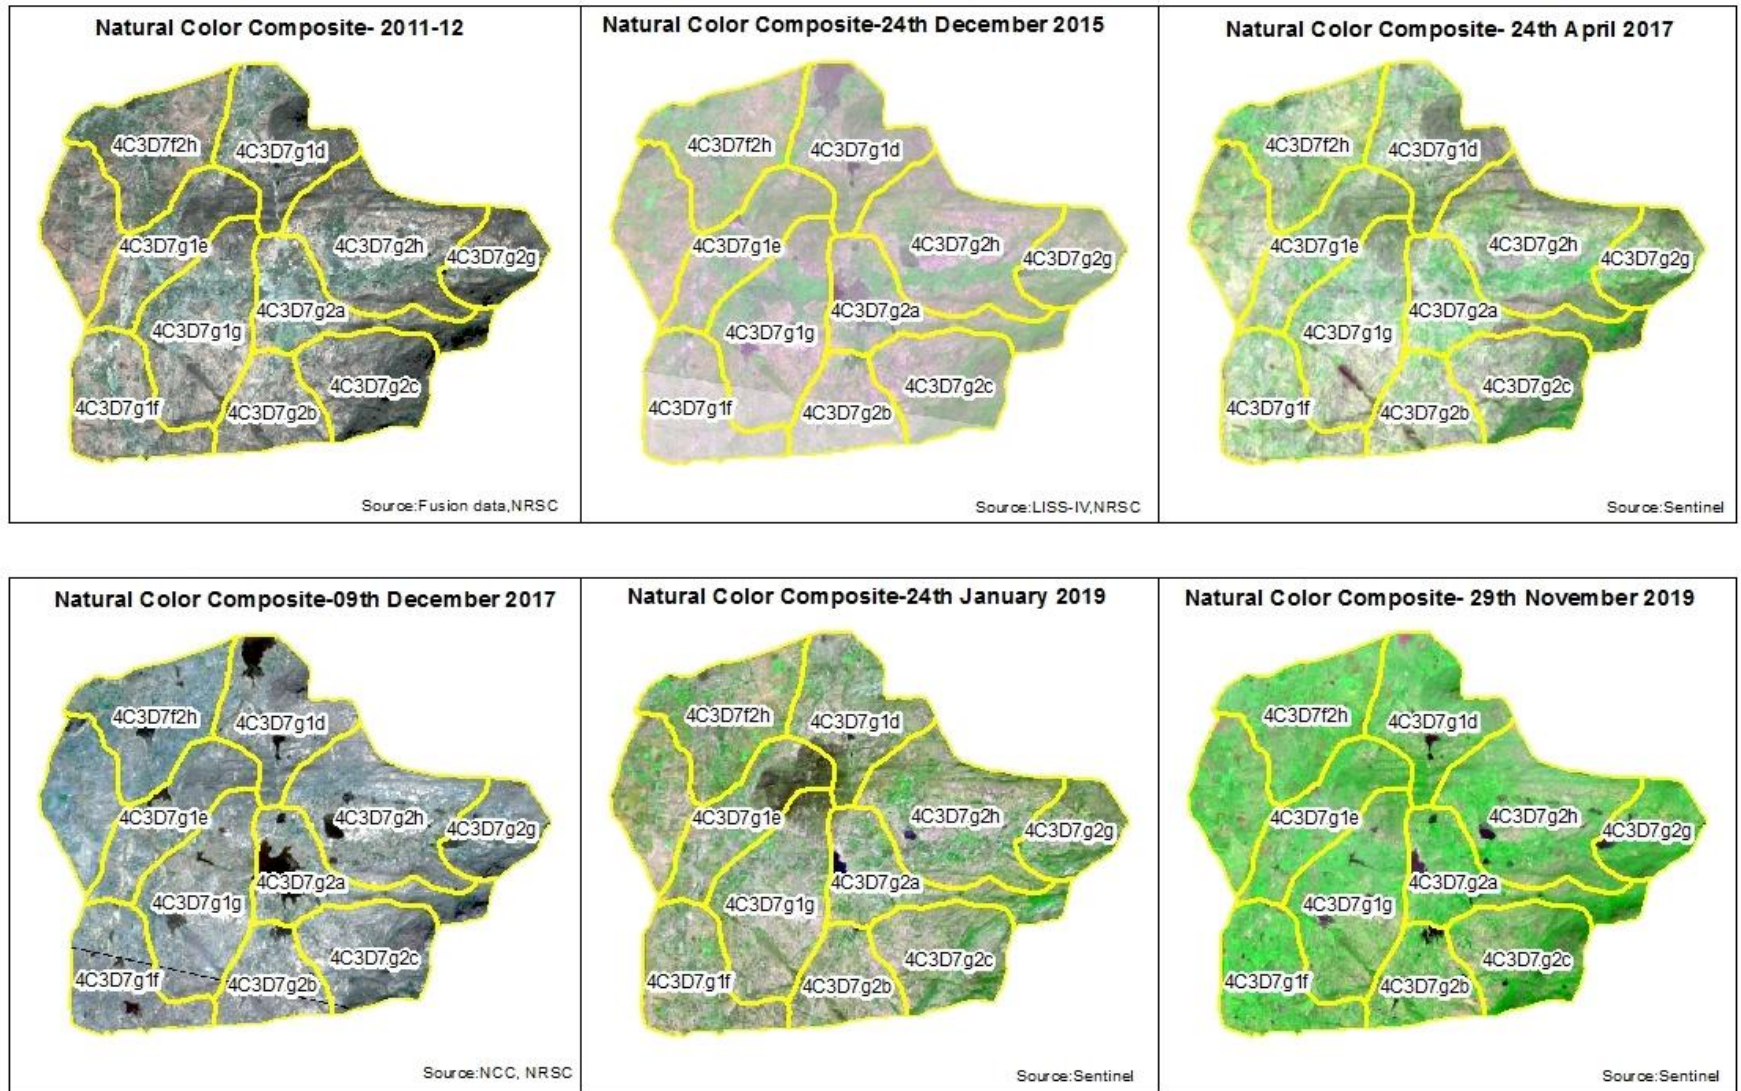 Natural Color Composite- 2011-12
4C3D7f2h
4C3D7g1d
4C3D7g1e
4C3D7g2h
4C3D7g2g
4C3D7g2a
4C3D7g1g
4C3D7g2c
4C3D7g1f
4C3D7g2b
Source:Fusion data,NRSC
Natural Color Composite-24th December 2015
4C3D7f2h
4C3D7g1d
4C3D7g1e
4C3D7g2h
4C3D7g2g
4C3D7g2a
4C3D7g1g
4C3D7g2c
4C3D7g1f
4C3D7g2b
Source:LISS-IV,NRSC
Natural Color Composite- 24th April 2017
4C3D7f2h
4C3D7g1d
4C3D7g1e
4C3D7g2h
4C3D7g2g
4C3D7g2a
4C3D7g1g
4C3D7g2c
4C3D7g1f
4C3D7g2b
Source:Sentinel
Natural Color Composite-09th December 2017
4C3D7f2h
4C3D7g1d
4C3D7g1e
4C3D7g2h
4C3D7g2g
4C3D7g2a
4C3D7g1g
4C3D7g2c
4C3D7g1f
4C3D7g2b
Source:NCC, NRSC
Natural Color Composite-24th January 2019
4C3D7f2h
4C3D7g1d
4C3D7g1e
4C3D7g2h
4C3D7g2g
4C3D7g2a
4C3D7g1g
4C3D7g2c
4C3D7g1f
4C3D7g2b
Source:Sentinel
Natural Color Composite- 29th November 2019
4C3D7f2h
4C3D7g1d
4C3D7g1e
4C3D7g2h
4C3D7g2g
4C3D7g2a
4C3D7g1g
4C3D7g2c
4C3D7g1f
4C3D7g2b
Source:Sentinel